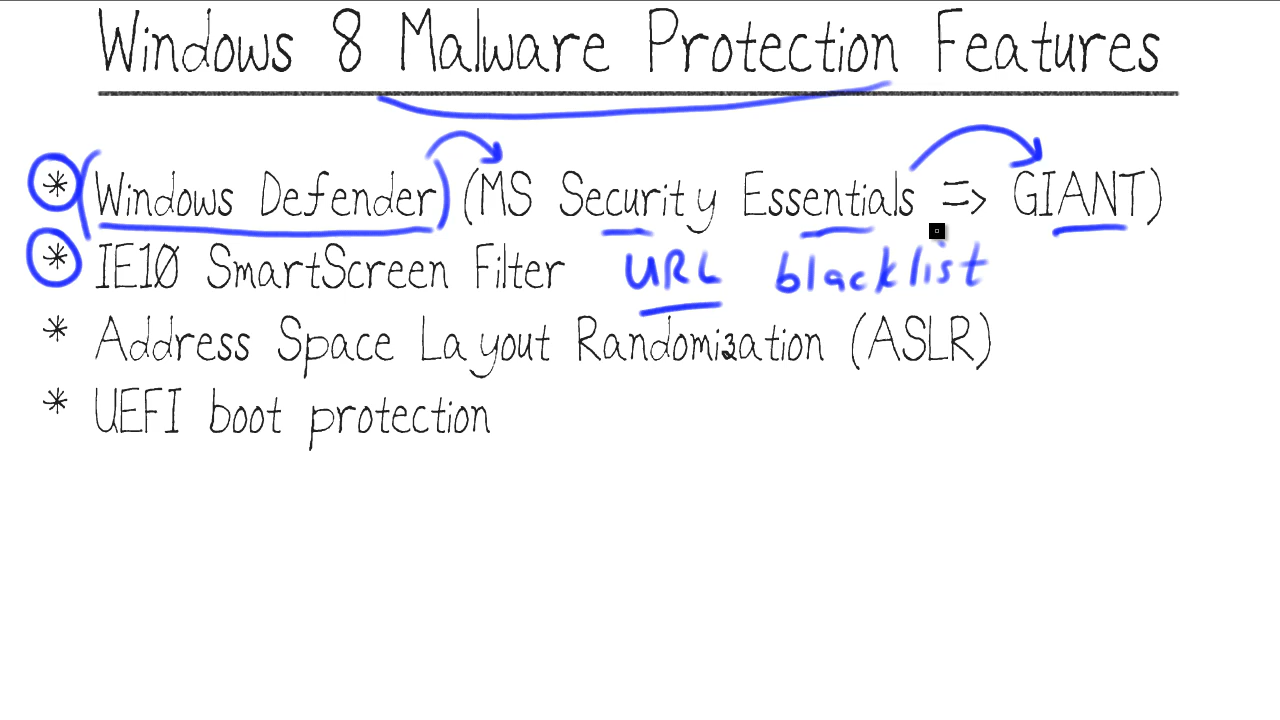 Windows 8 Malware Protection Features
* Windows Defender (MS Security Essentials => GIANT)
* IE10 SmartScreen Filter URL blacklist
* Address Space Layout Randomization (ASLR)
* UEFI boot protection